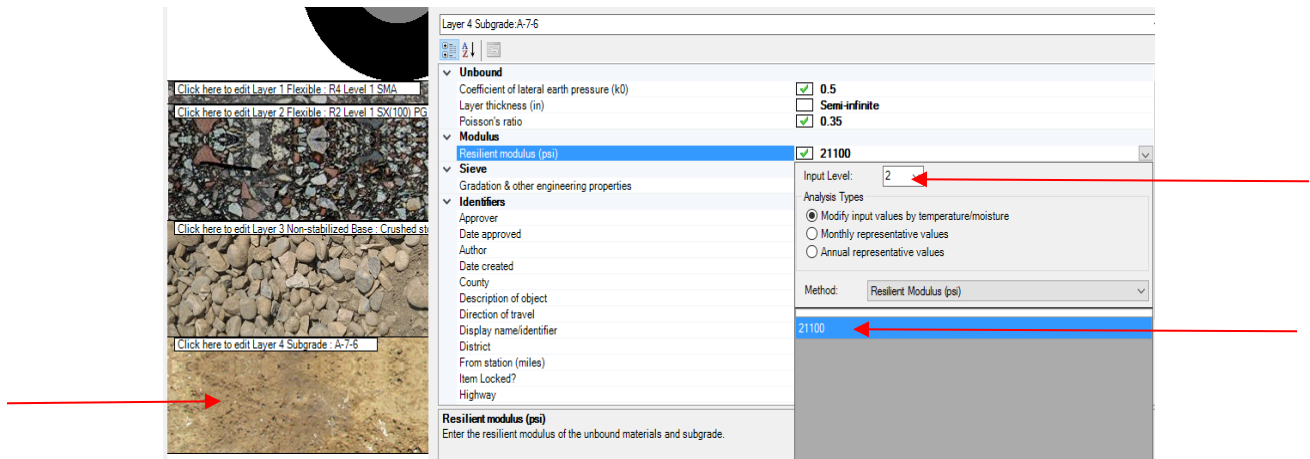 Layer 4 Subgrade:A-7-6
Unbound
Coefficient of lateral earth pressure (k0) 0.5
Layer thickness (in) Semi-infinite
Poisson's ratio 0.35
Modulus
Resilient modulus (psi) 21100
Sieve
Gradation & other engineering properties
Identifiers
Approver
Date approved
Author
Date created
County
Description of object
Direction of travel
Display name/identifier
District
From station (miles)
Item Locked?
Highway
Resilient modulus (psi)
Enter the resilient modulus of the unbound materials and subgrade.
Input Level: 2
Analysis Types
Modify input values by temperature/moisture
Monthly representative values
Annual representative values
Method: Resilient Modulus (psi)
21100
Click here to edit Layer 1 Flexible : R4 Level 1 SMA
Click here to edit Layer 2 Flexible : R2 Level 1 SX(100) PG
Click here to edit Layer 3 Non-stabilized Base : Crushed
Click here to edit Layer 4 Subgrade : A-7-6